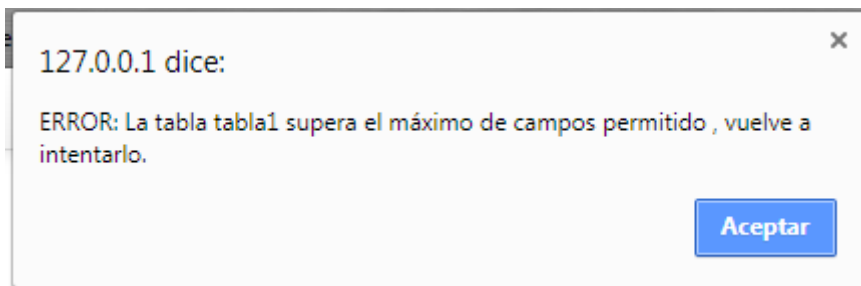 127.0.0.1 dice:
ERROR: La tabla tabla1 supera el máximo de campos permitido , vuelve a
intentarlo.
Aceptar